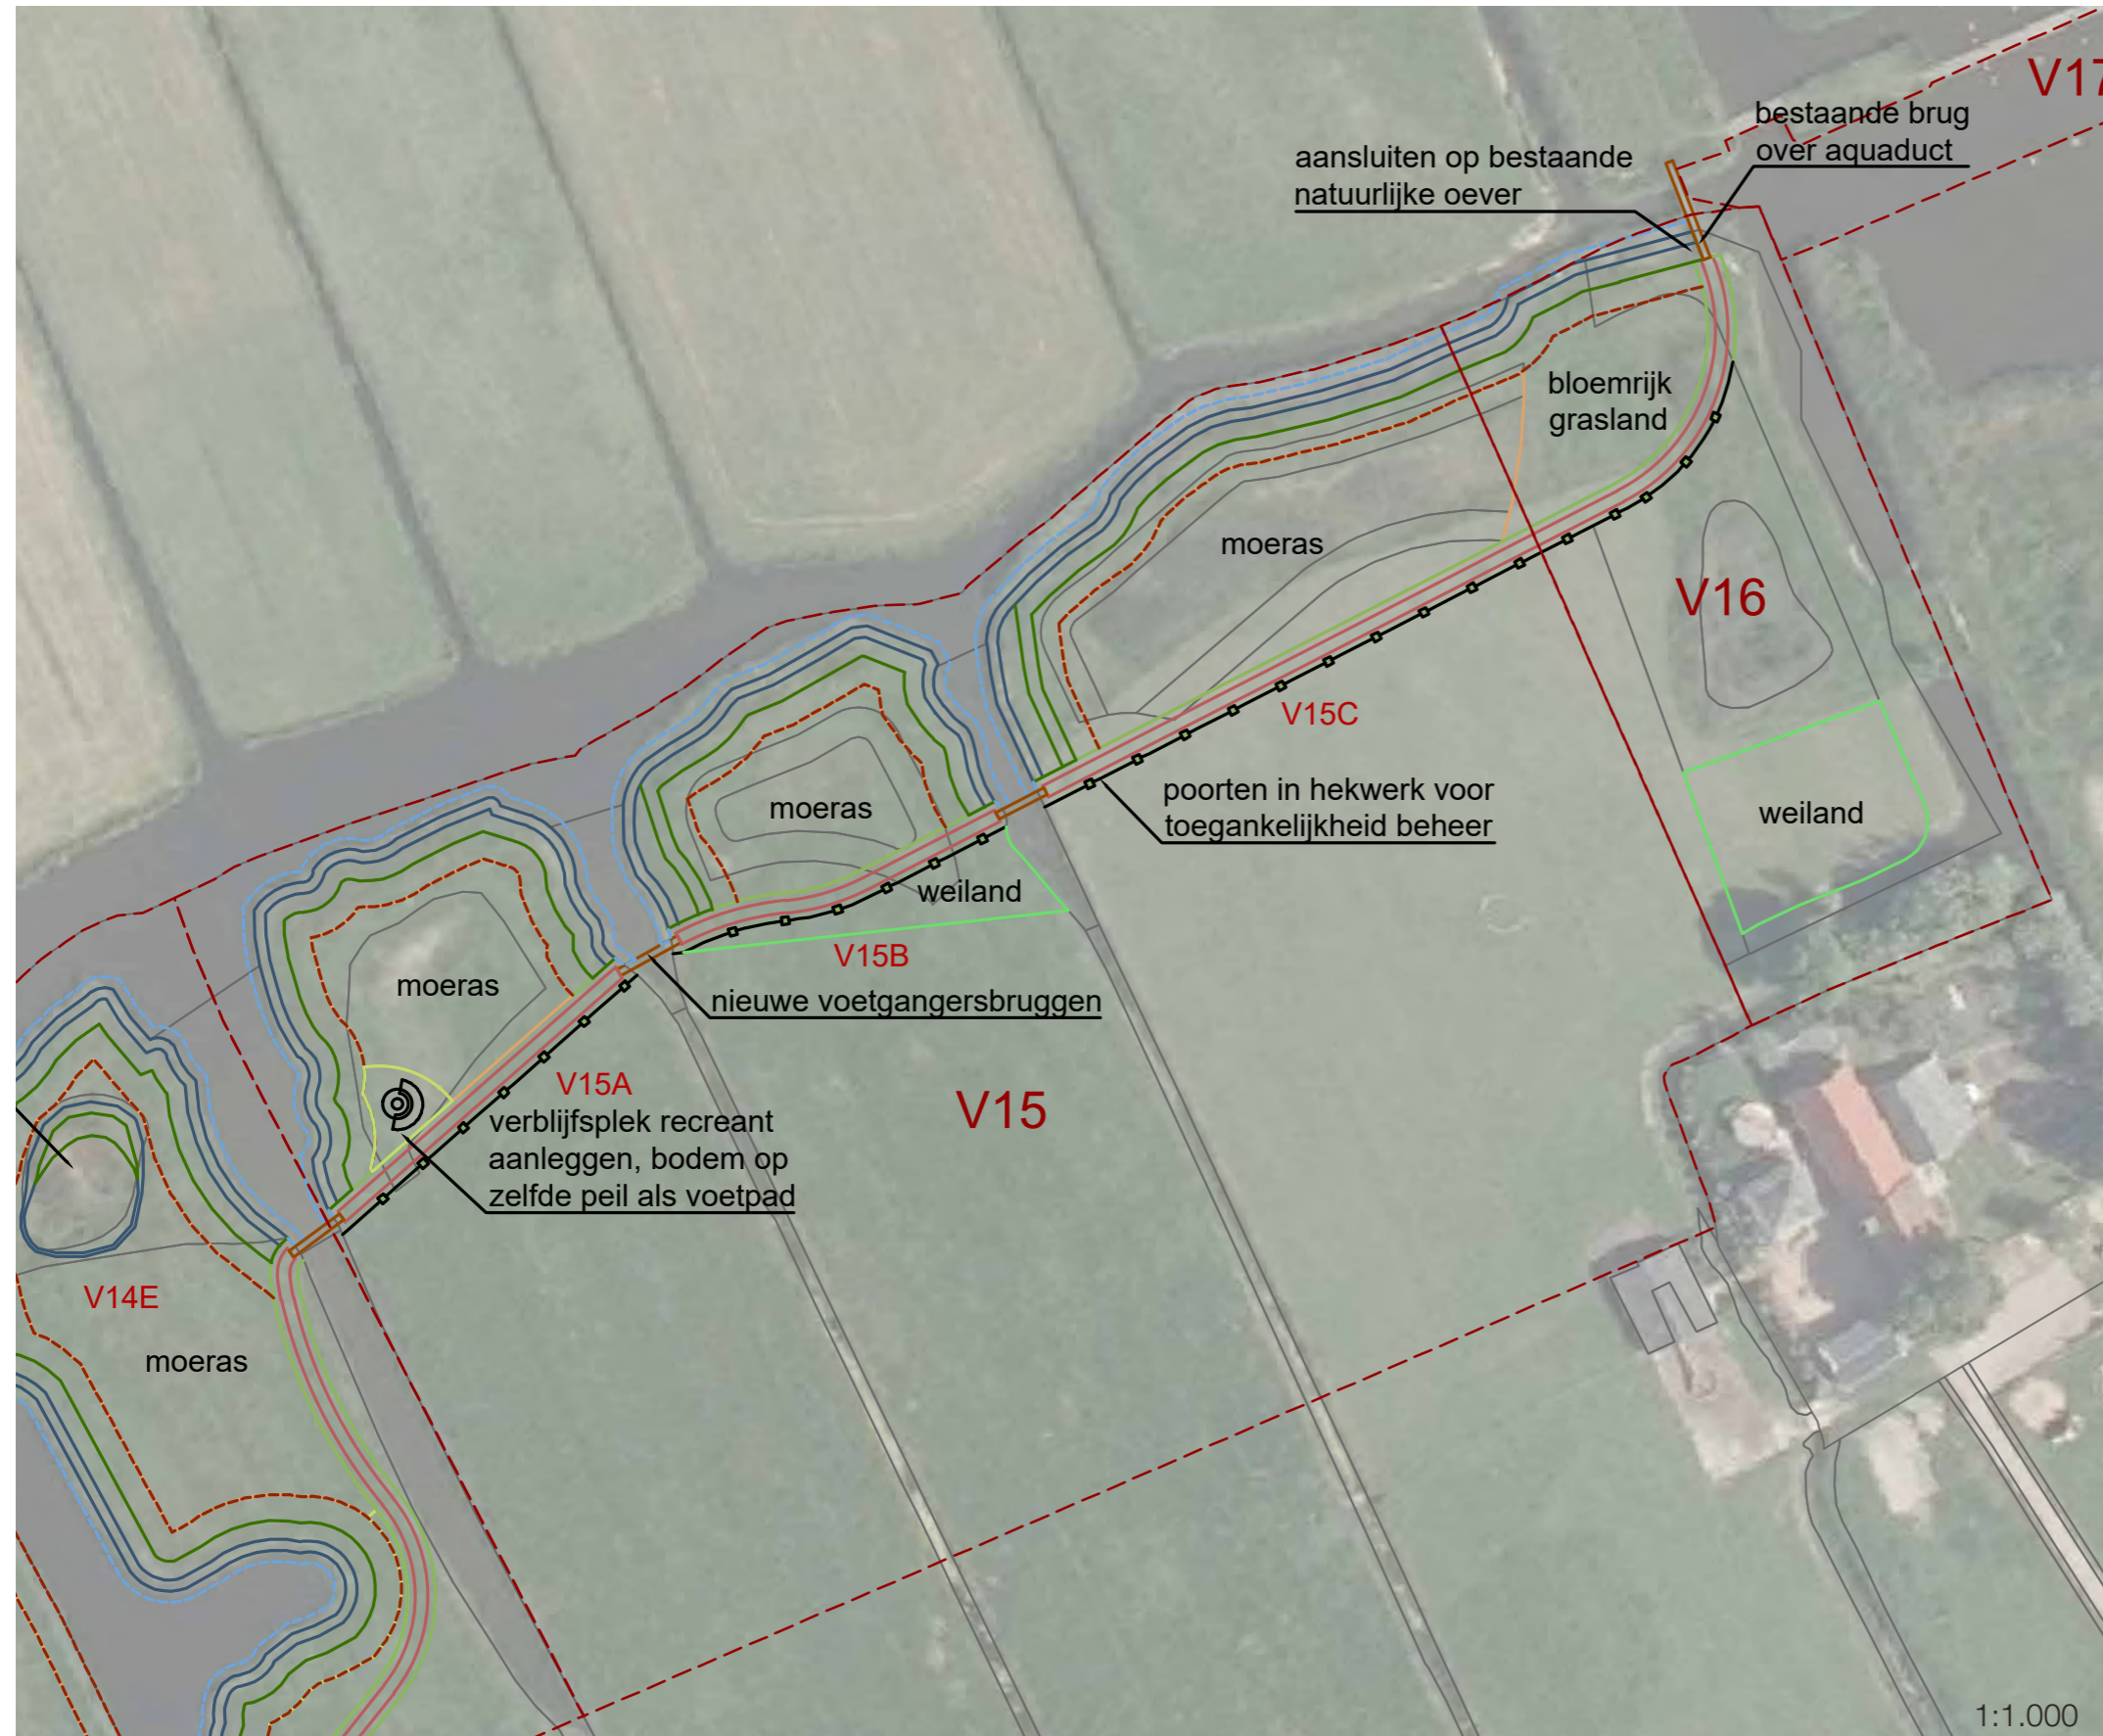 V17
bestaande brug
over aquaduct
aansluiten op bestaande
natuurlijke oever
bloemrijk
grasland
moeras
V16
V15C
poorten in hekwerk voor
toegankelijkheid beheer
weiland
moeras
weiland
V15B
nieuwe voetgangersbruggen
moeras
V15A
verblijfsplek recreant
aanleggen, bodem op
zelfde peil als voetpad
V15
V14E
moeras
1:1.000